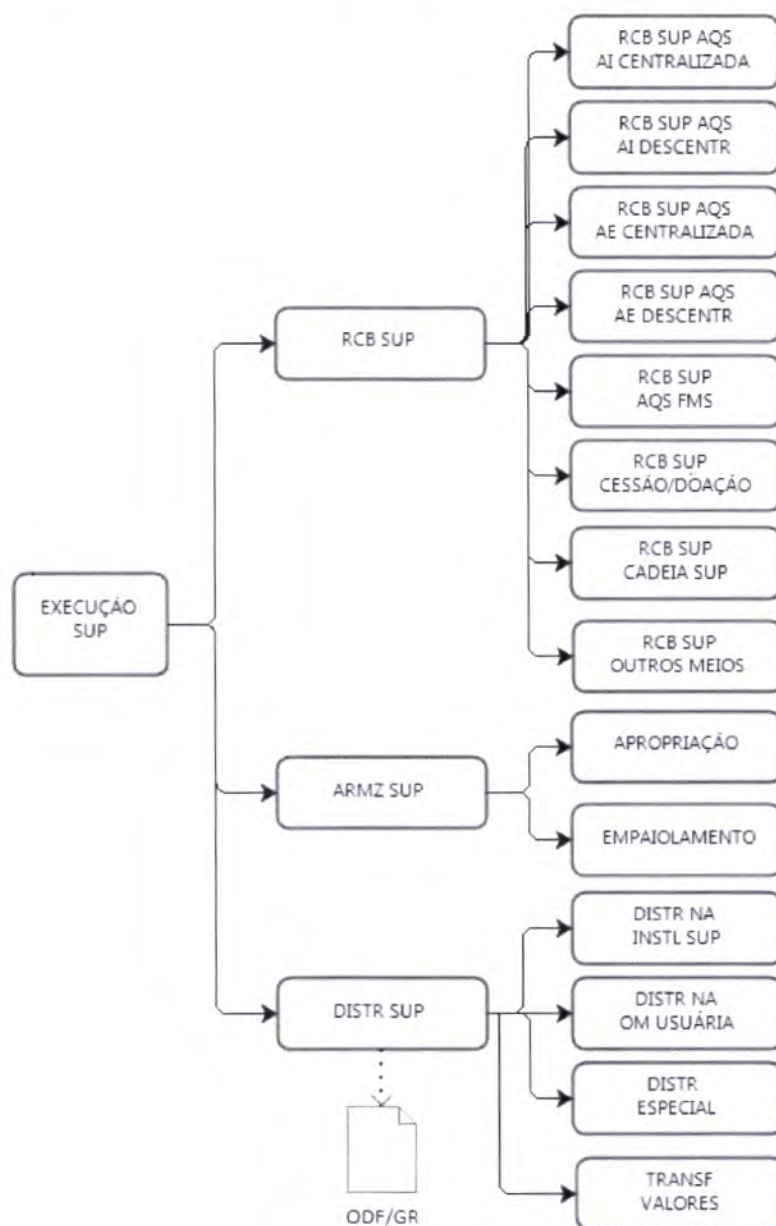 RCB SUP AQS
AI CENTRALIZADA
RCB SUP AQS
AI DESCENTR
RCB SUP AQS
AE CENTRALIZADA
RCB SUP AQS
AE DESCENTR
RCB SUP
RCB SUP
AQS FMS
RCB SUP
CESSÃO/DOAÇÃO
RCB SUP
CADEIA SUP
EXECUÇÃO
SUP
RCB SUP
OUTROS MEIOS
ARMZ SUP
APROPRIAÇÃO
EMPAIOLAMENTO
DISTR SUP
DISTR NA
INSTL SUP
DISTR NA
OM USUÁRIA
DISTR
ESPECIAL
TRANSF
VALORES
ODF/GR